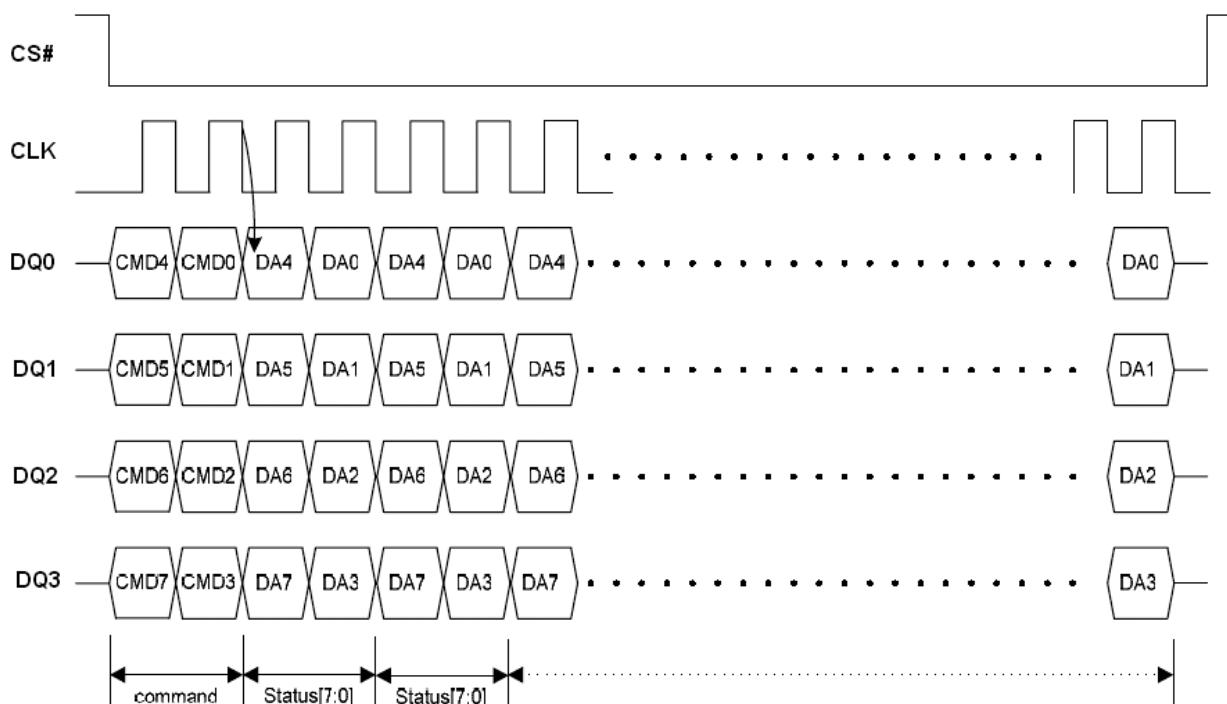 CS#
CLK
DQ0 CMD4 CMD0 DA4 DA0 DA4 DA0 DA4 DA0
DQ1 CMD5 CMD1 DA5 DA1 DA5 DA1 DA5 DA1
DQ2 CMD6 CMD2 DA6 DA2 DA6 DA2 DA6 DA2
DQ3 CMD7 CMD3 DA7 DA3 DA7 DA3 DA7 DA3
command Status[7:0] Status[7:0]